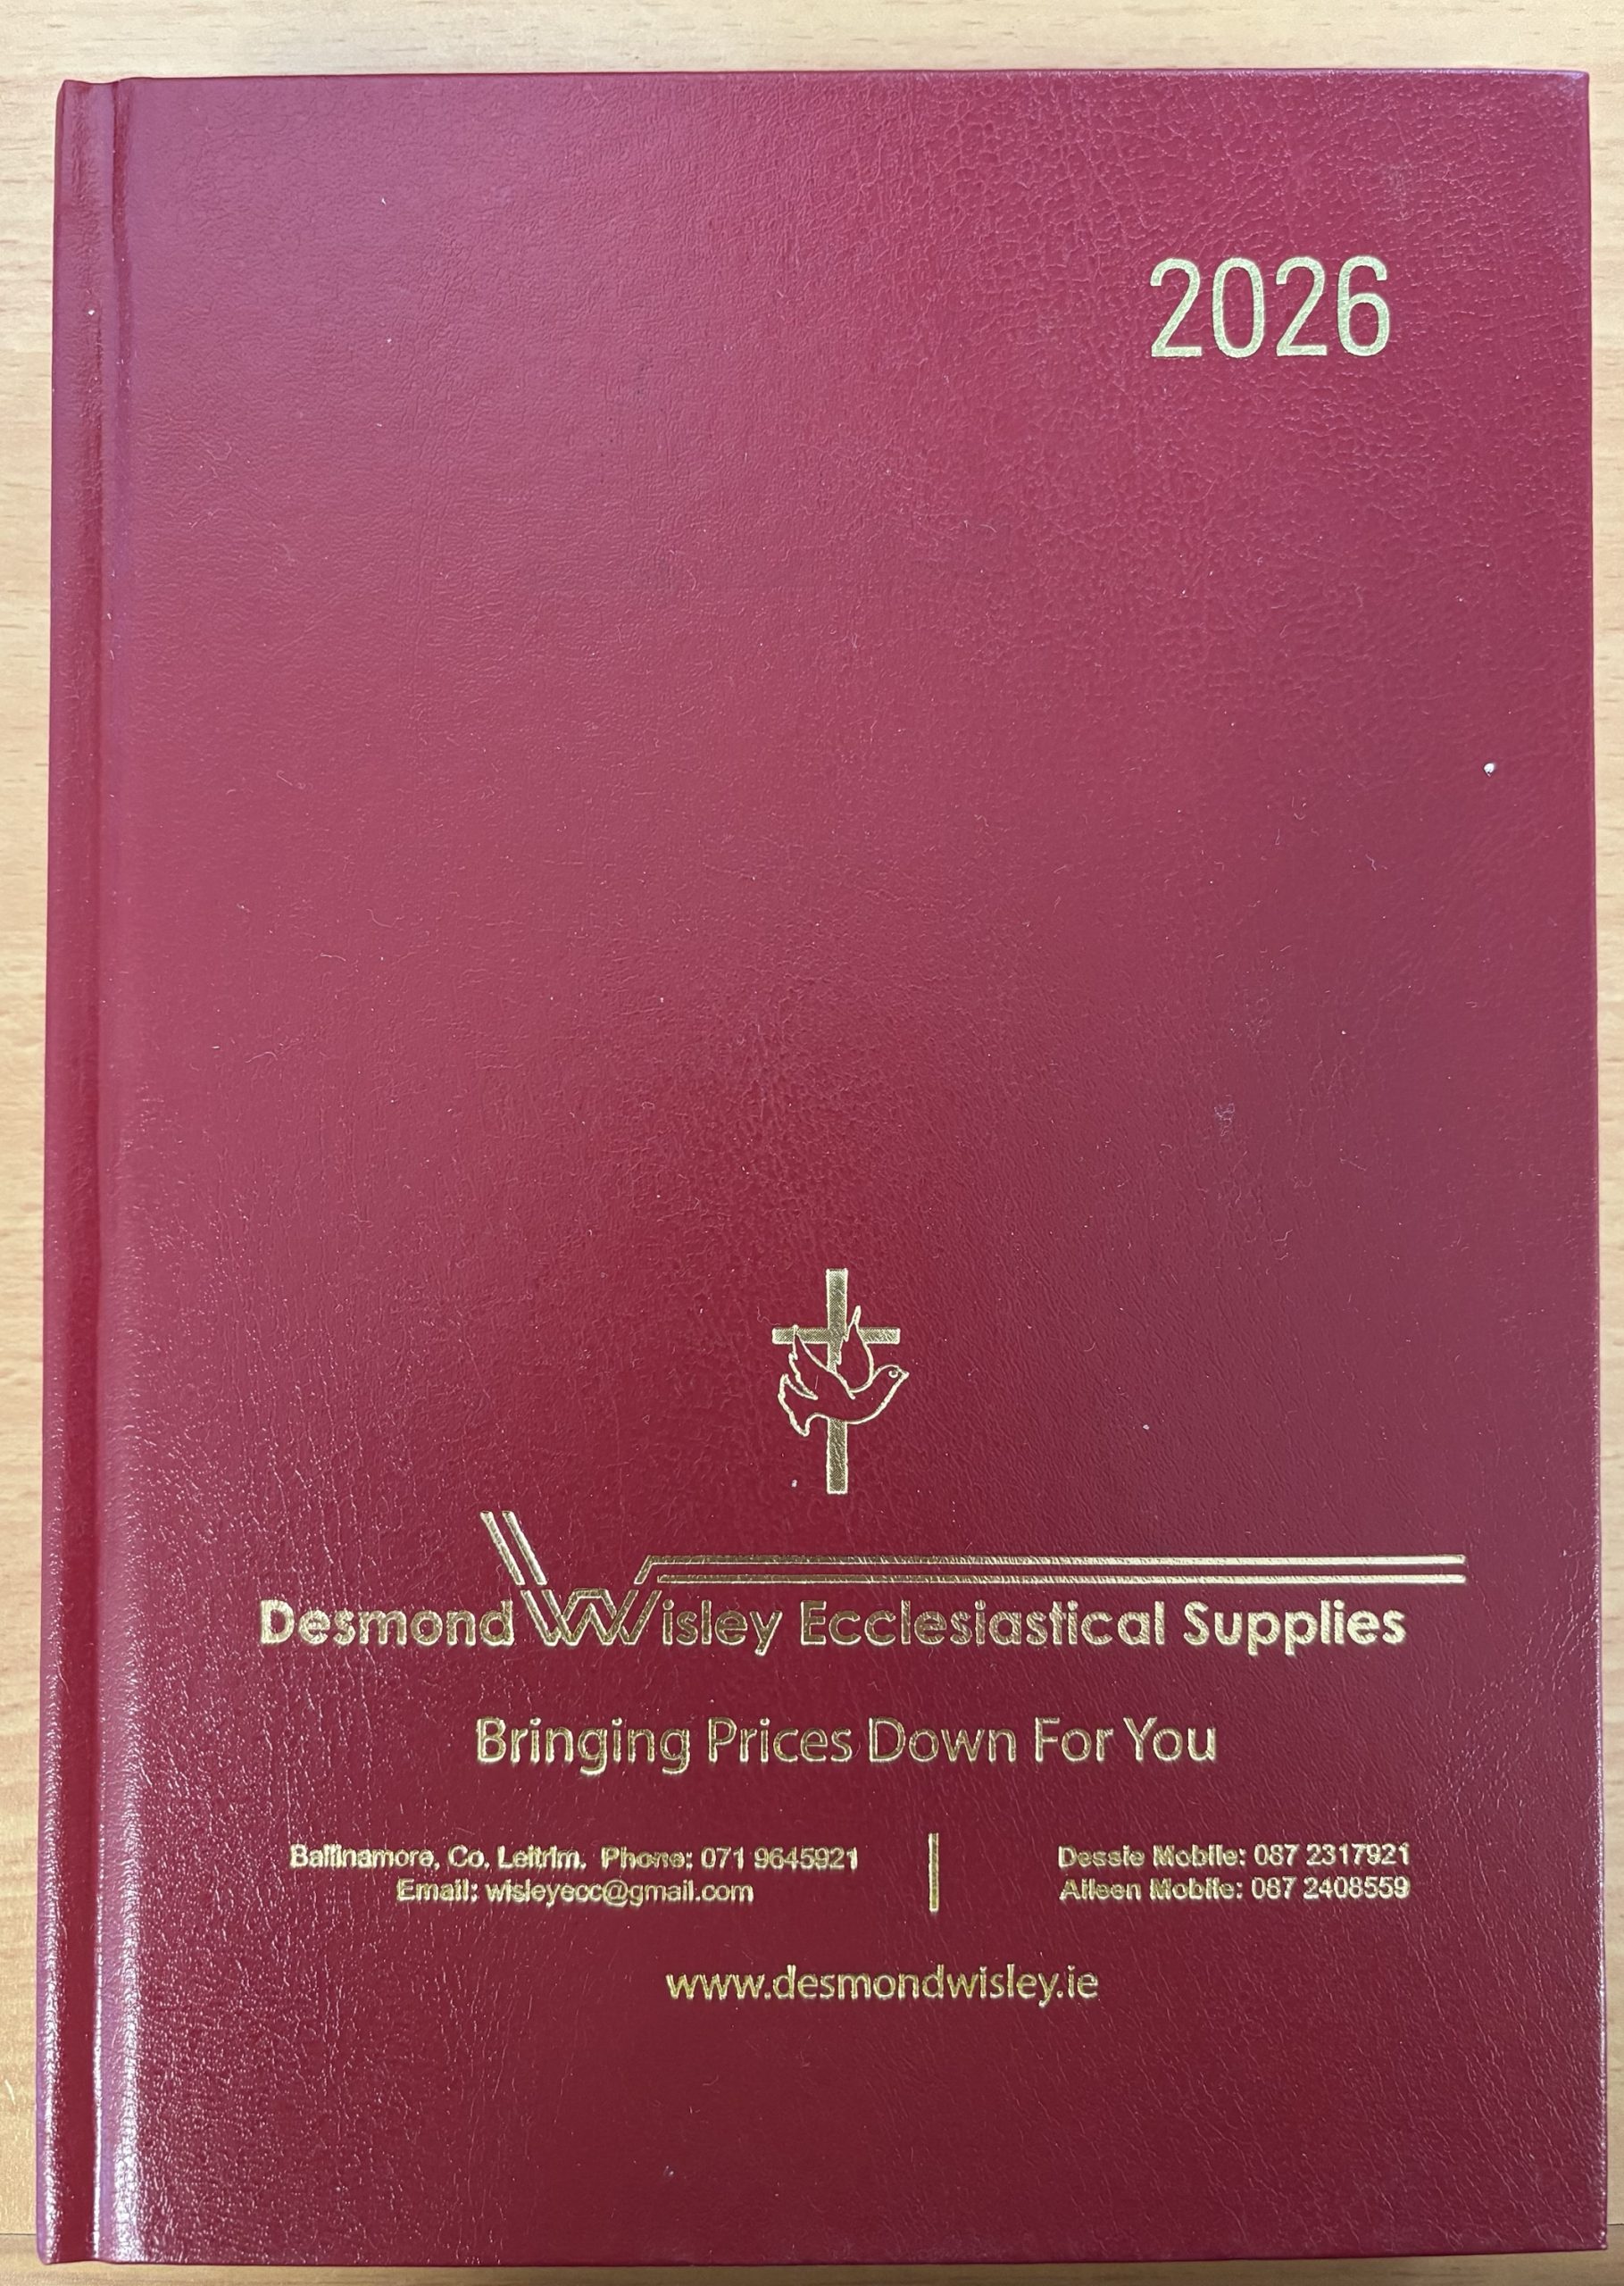 2026
Desmond Wisley Ecclesiastical Supplies
Bringing Prices Down For You
Ballinamore, Co. Leitrim. Phone: 071 9645921
Email: wisleyecc@gmail.com
Dessie Mobile: 087 2317921
Aileen Mobile: 087 2408559
www.desmondwisley.ie